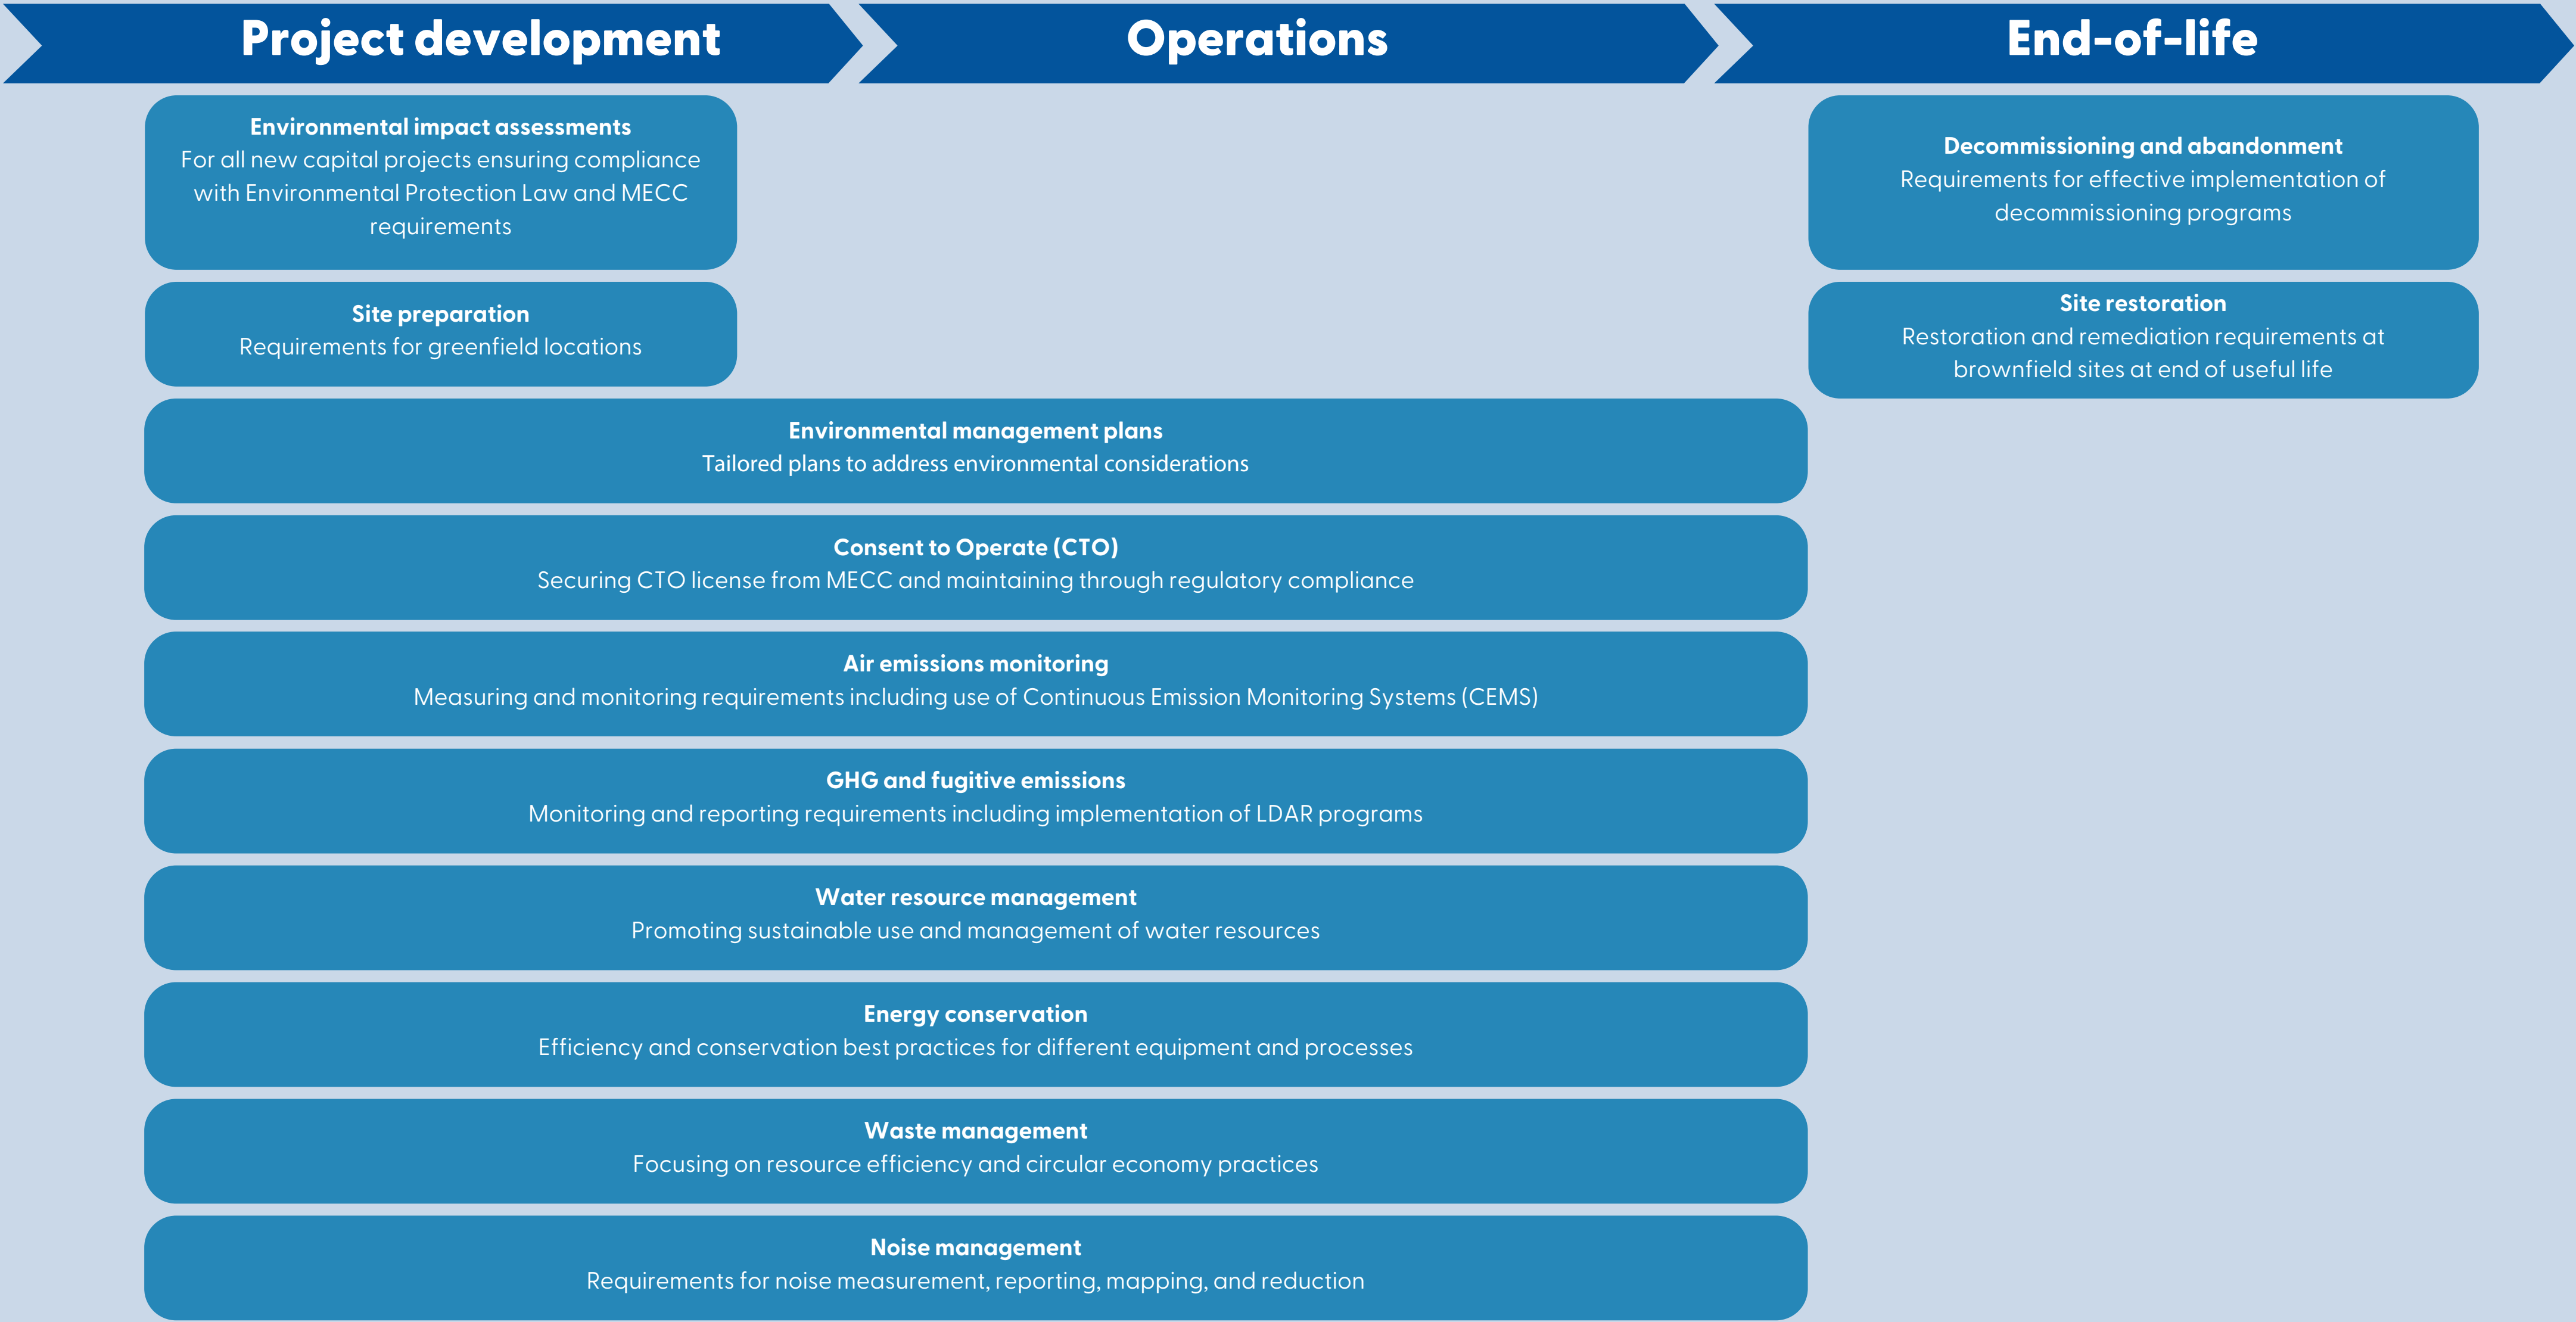 Project development
Operations
End-of-life
Environmental impact assessments
For all new capital projects ensuring compliance
with Environmental Protection Law and MECC
requirements
Decommissioning and abandonment
Requirements for effective implementation of
decommissioning programs
Site preparation
Requirements for greenfield locations
Site restoration
Restoration and remediation requirements at
brownfield sites at end of useful life
Environmental management plans
Tailored plans to address environmental considerations
Consent to Operate (CTO)
Securing CTO license from MECC and maintaining through regulatory compliance
Air emissions monitoring
Measuring and monitoring requirements including use of Continuous Emission Monitoring Systems (CEMS)
GHG and fugitive emissions
Monitoring and reporting requirements including implementation of LDAR programs
Water resource management
Promoting sustainable use and management of water resources
Energy conservation
Efficiency and conservation best practices for different equipment and processes
Waste management
Focusing on resource efficiency and circular economy practices
Noise management
Requirements for noise measurement, reporting, mapping, and reduction